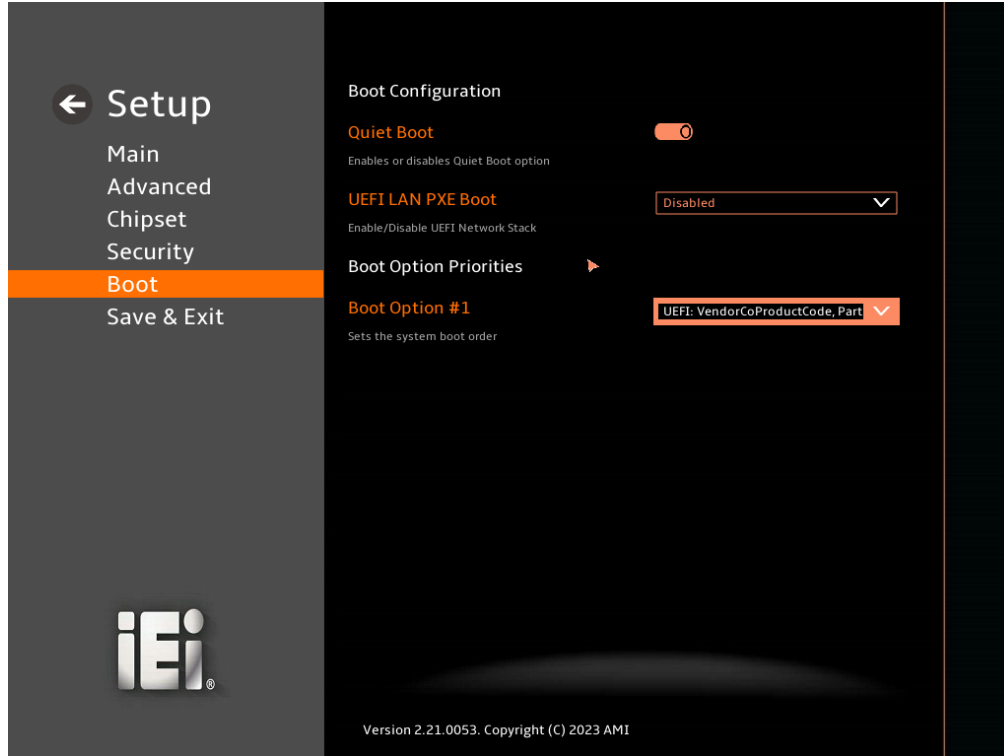 Setup
Main
Advanced
Chipset
Security
Boot
Save & Exit
iEi®
Boot Configuration
Quiet Boot
Enables or disables Quiet Boot option
UEFI LAN PXE Boot
Disabled
Enable/Disable UEFI Network Stack
Boot Option Priorities
Boot Option #1
UEFI: VendorCoProductCode, Part
Sets the system boot order
Version 2.21.0053. Copyright (C) 2023 AMI